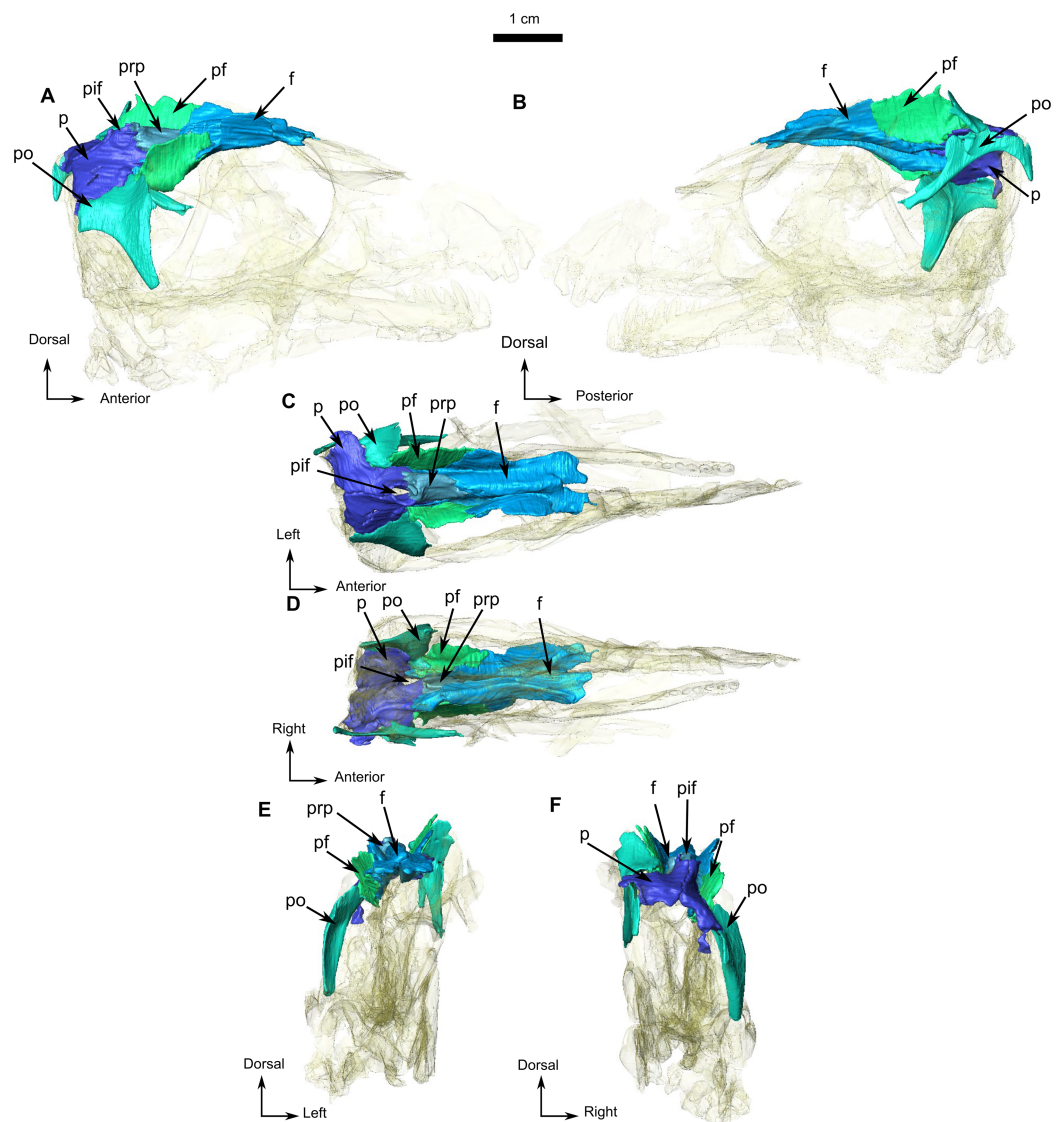 1 cm
A
prp
pf
f
pif
p
po
Dorsal
Anterior
B
f
pf
po
p
Dorsal
Posterior
C
p
po
pf
prp
f
pif
Left
Anterior
D
p
po
pf
prp
f
pif
Right
Anterior
E
prp
f
pf
po
Dorsal
Left
F
f
pif
p
pf
po
Dorsal
Right